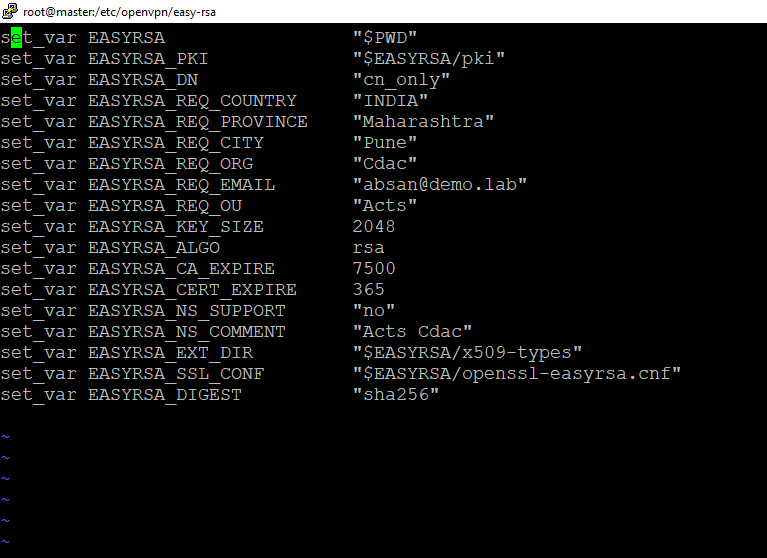 root@master:/etc/openvpn/easy-rsa
set_var EASYRSA "$PWD"
set_var EASYRSA_PKI "$EASYRSA/pki"
set_var EASYRSA_DN "cn_only"
set_var EASYRSA_REQ_COUNTRY "INDIA"
set_var EASYRSA_REQ_PROVINCE "Maharashtra"
set_var EASYRSA_REQ_CITY "Pune"
set_var EASYRSA_REQ_ORG "Cdac"
set_var EASYRSA_REQ_EMAIL "absan@demo.lab"
set_var EASYRSA_REQ_OU "Acts"
set_var EASYRSA_KEY_SIZE 2048
set_var EASYRSA_ALGO rsa
set_var EASYRSA_CA_EXPIRE 7500
set_var EASYRSA_CERT_EXPIRE 365
set_var EASYRSA_NS_SUPPORT "no"
set_var EASYRSA_NS_COMMENT "Acts Cdac"
set_var EASYRSA_EXT_DIR "$EASYRSA/x509-types"
set_var EASYRSA_SSL_CONF "$EASYRSA/openssl-easyrsa.cnf"
set_var EASYRSA_DIGEST "sha256"
~
~
~
~
~
~